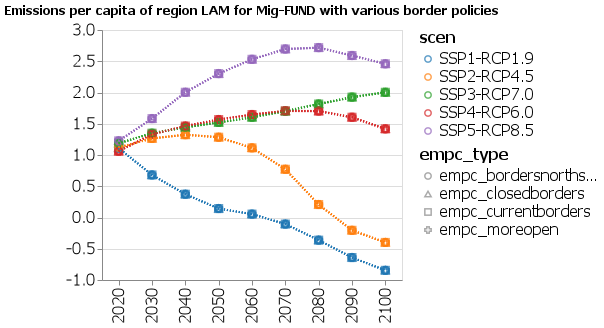 Emissions per capita of region LAM for Mig-FUND with various border policies
3.0
2.5
2.0
1.5
1.0
0.5
0.0
-0.5
-1.0
2020
2030
2040
2050
2060
2070
2080
2090
2100
scen
SSP1-RCP1.9
SSP2-RCP4.5
SSP3-RCP7.0
SSP4-RCP6.0
SSP5-RCP8.5
empc_type
empc_bordersnorths...
empc_closedborders
empc_currentborders
empc_moreopen